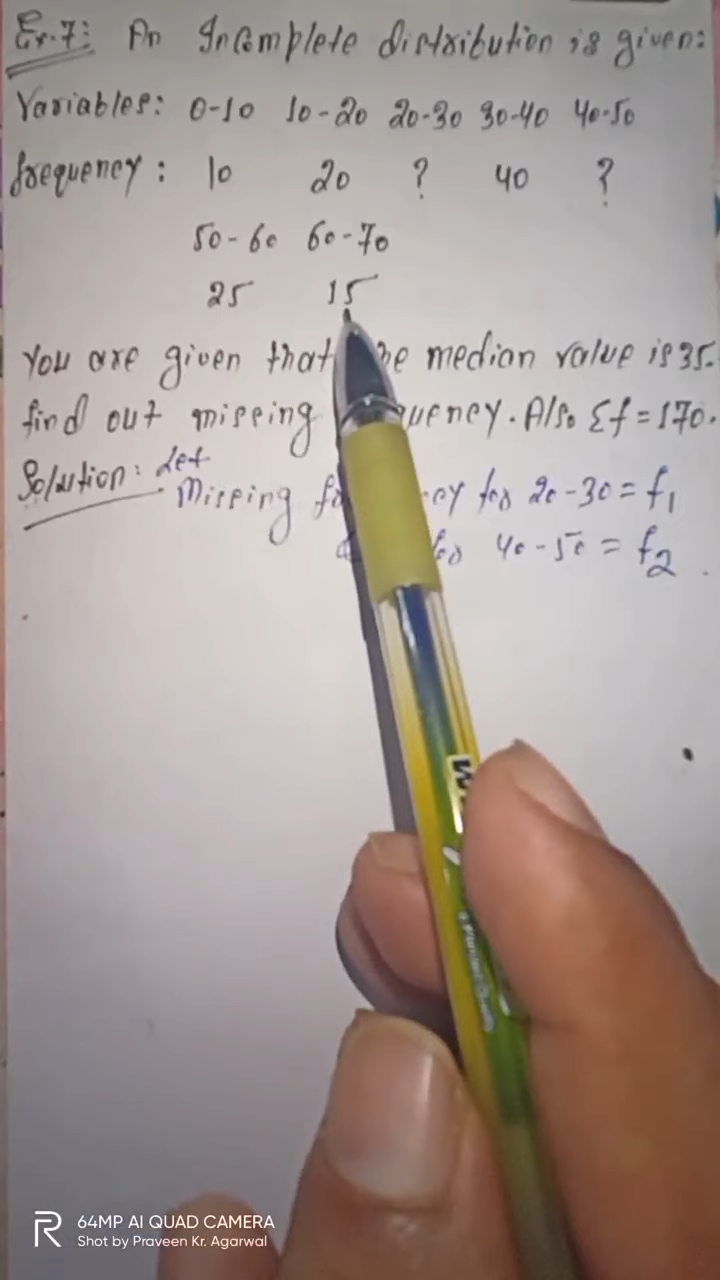 Ex.7: An Incomplete distribution is given:
Variables: 0-10 10-20 20-30 30-40 40-50
frequency: 10 20 ? 40 ?
50-60 60-70
25 15
You are given that median value is 35.
find out missing Also Σf = 170.
Solution: let
Missing for 20-30 = f1
40-50 = f2
64MP AI QUAD CAMERA
Shot by Praveen Kr. Agarwal